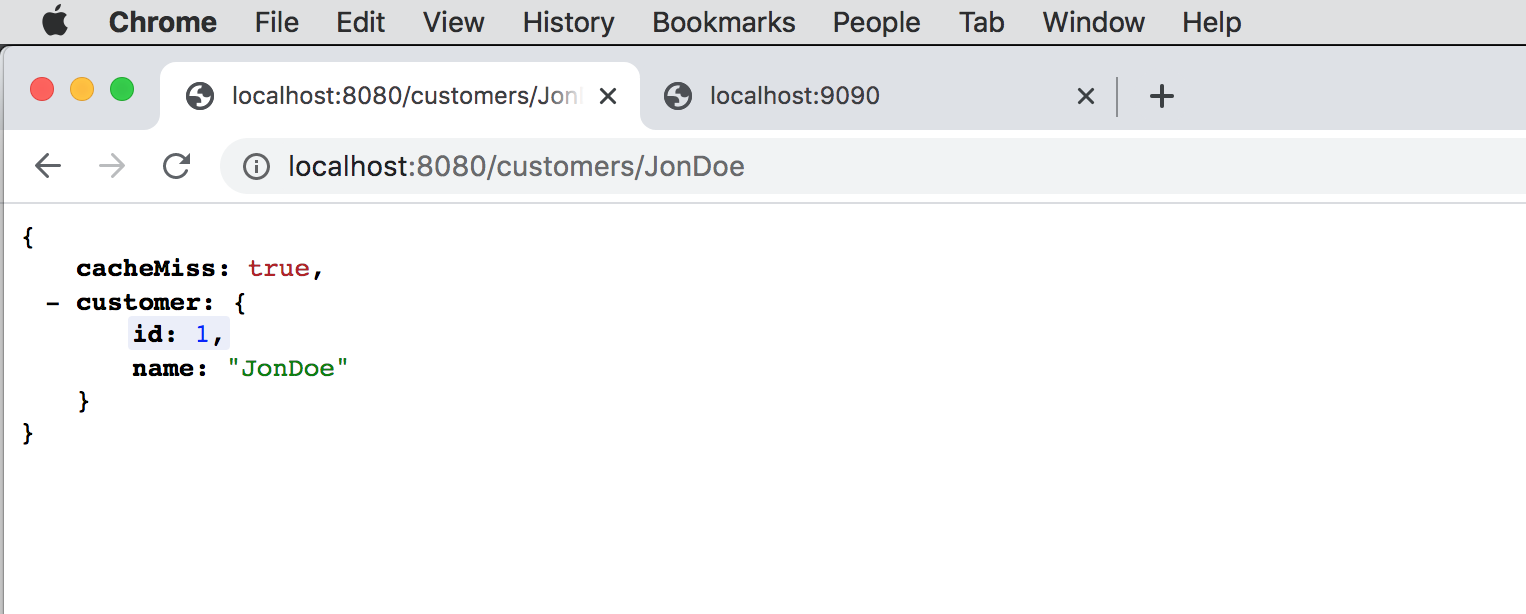 Chrome File Edit View History Bookmarks People Tab Window Help
localhost:8080/customers/Jon localhost:9090
localhost:8080/customers/JonDoe
{
cacheMiss: true,
- customer: {
id: 1,
name: "JonDoe"
}
}